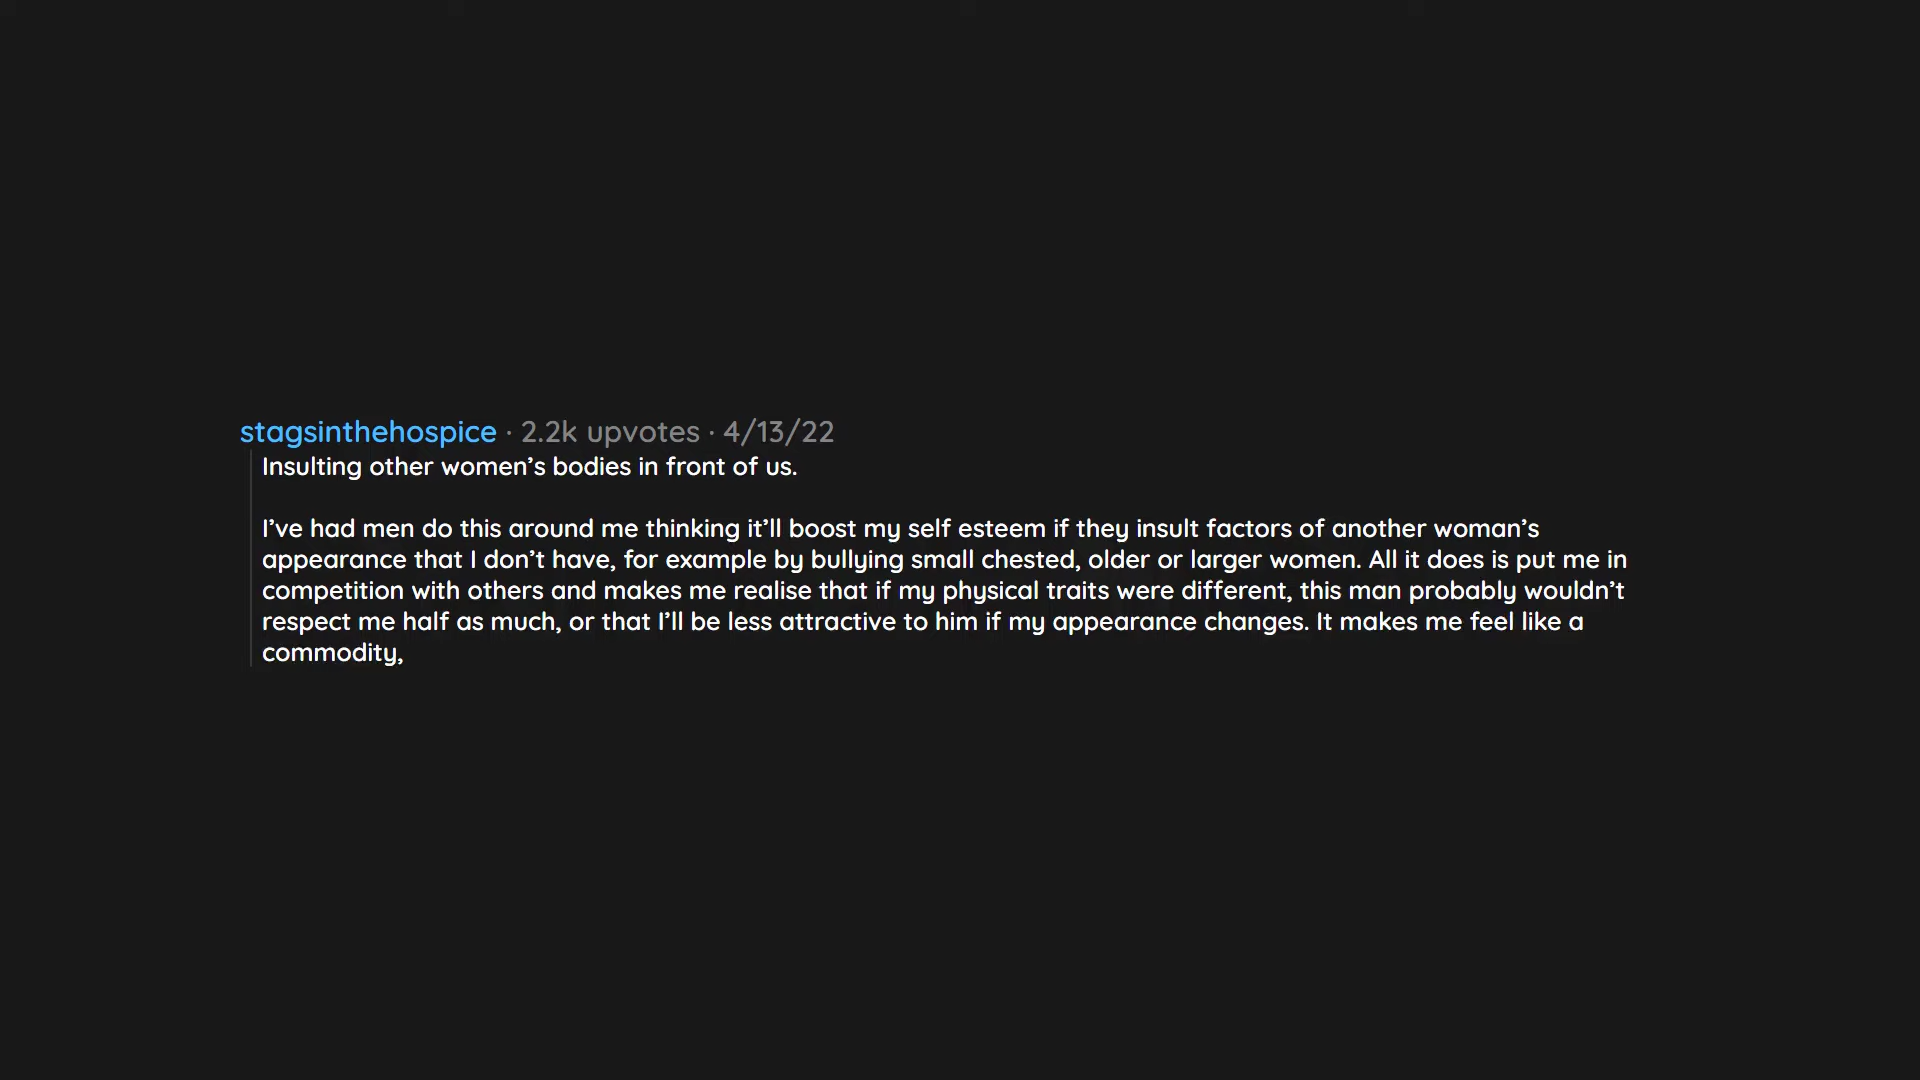 stagsinthehospice · 2.2k upvotes · 4/13/22
Insulting other women’s bodies in front of us.
I’ve had men do this around me thinking it’ll boost my self esteem if they insult factors of another woman’s
appearance that I don’t have, for example by bullying small chested, older or larger women. All it does is put me in
competition with others and makes me realise that if my physical traits were different, this man probably wouldn’t
respect me half as much, or that I’ll be less attractive to him if my appearance changes. It makes me feel like a
commodity,